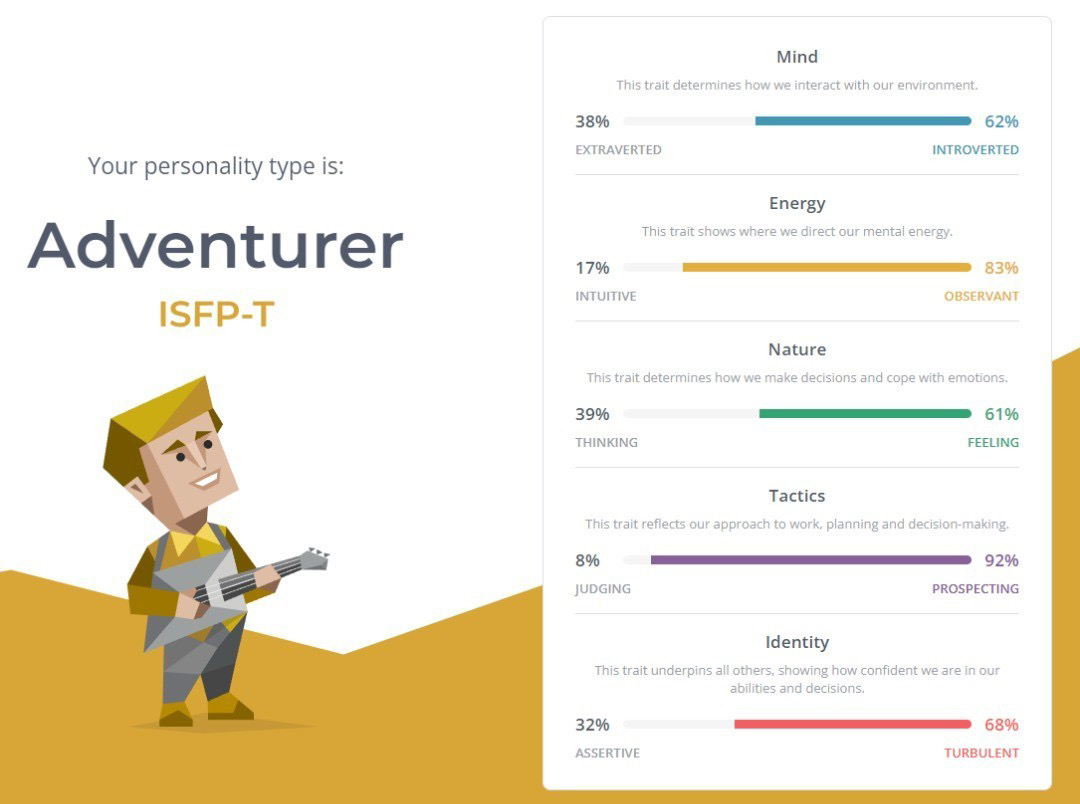 Your personality type is:
Adventurer
ISFP-T
Mind
This trait determines how we interact with our environment.
38% 62%
EXTRAVERTED INTROVERTED
Energy
This trait shows where we direct our mental energy.
17% 83%
INTUITIVE OBSERVANT
Nature
This trait determines how we make decisions and cope with emotions.
39% 61%
THINKING FEELING
Tactics
This trait reflects our approach to work, planning and decision-making.
8% 92%
JUDGING PROSPECTING
Identity
This trait underpins all others, showing how confident we are in our
abilities and decisions.
32% 68%
ASSERTIVE TURBULENT